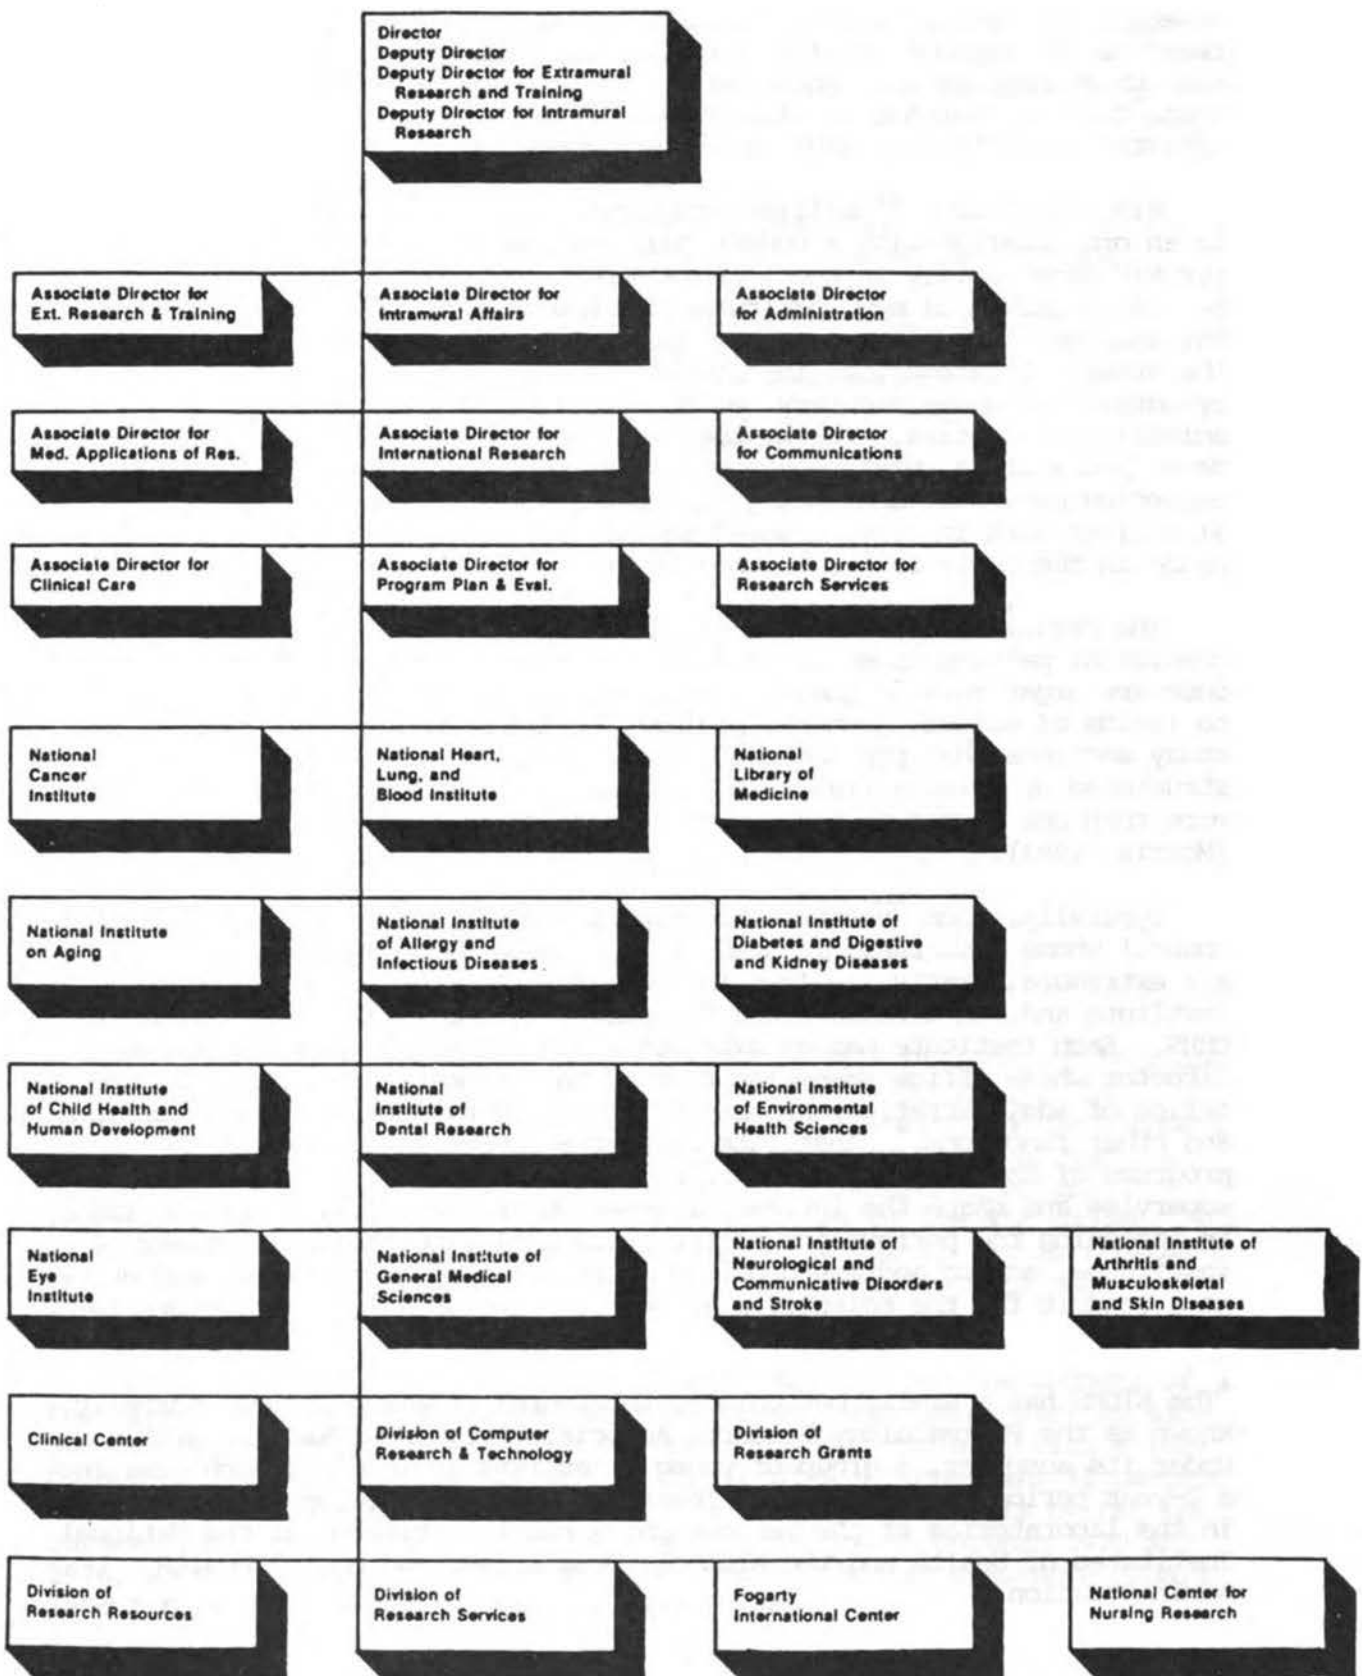 Director
Deputy Director
Deputy Director for Extramural
Research and Training
Deputy Director for Intramural
Research
Associate Director for
Ext. Research & Training
Associate Director for
Intramural Affairs
Associate Director
for Administration
Associate Director for
Med. Applications of Res.
Associate Director for
International Research
Associate Director
for Communications
Associate Director for
Clinical Care
Associate Director for
Program Plan & Eval.
Associate Director for
Research Services
National
Cancer
Institute
National Heart,
Lung, and
Blood Institute
National
Library of
Medicine
National Institute
on Aging
National Institute
of Allergy and
Infectious Diseases
National Institute of
Diabetes and Digestive
and Kidney Diseases
National Institute
of Child Health and
Human Development
National
Institute of
Dental Research
National Institute
of Environmental
Health Sciences
National
Eye
Institute
National Institute of
General Medical
Sciences
National Institute of
Neurological and
Communicative Disorders
and Stroke
National Institute of
Arthritis and
Musculoskeletal
and Skin Diseases
Clinical Center
Division of Computer
Research & Technology
Division of
Research Grants
Division of
Research Resources
Division of
Research Services
Fogarty
International Center
National Center for
Nursing Research